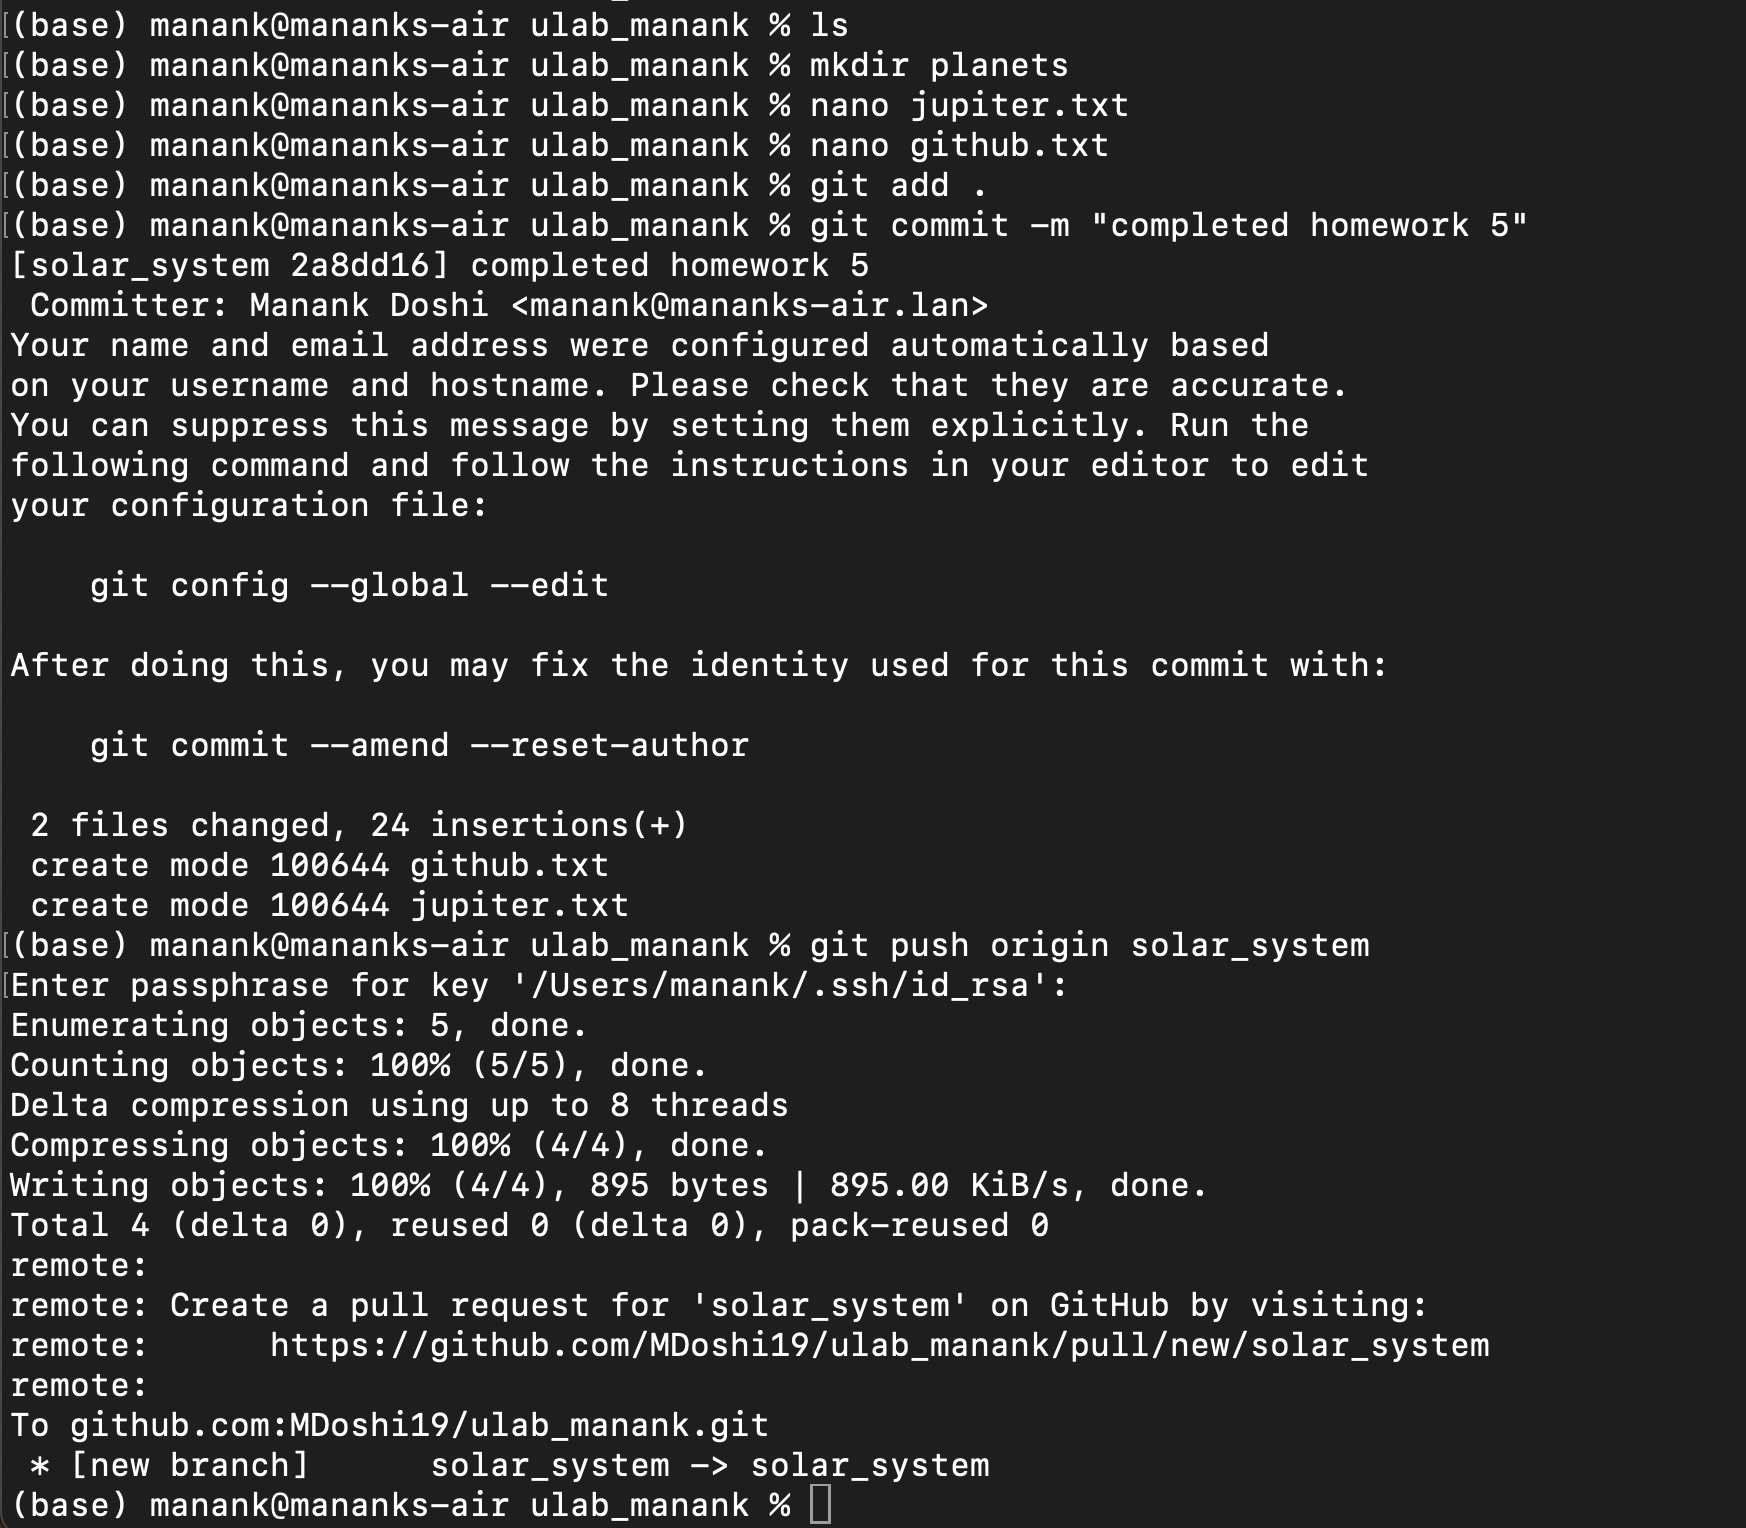 [(base) manank@mananks-air ulab_manank % ls
[(base) manank@mananks-air ulab_manank % mkdir planets
[(base) manank@mananks-air ulab_manank % nano jupiter.txt
[(base) manank@mananks-air ulab_manank % nano github.txt
[(base) manank@mananks-air ulab_manank % git add .
[(base) manank@mananks-air ulab_manank % git commit -m "completed homework 5"
[solar_system 2a8dd16] completed homework 5
 Committer: Manank Doshi <manank@mananks-air.lan>
Your name and email address were configured automatically based
on your username and hostname. Please check that they are accurate.
You can suppress this message by setting them explicitly. Run the
following command and follow the instructions in your editor to edit
your configuration file:

    git config --global --edit

After doing this, you may fix the identity used for this commit with:

    git commit --amend --reset-author

 2 files changed, 24 insertions(+)
 create mode 100644 github.txt
 create mode 100644 jupiter.txt
[(base) manank@mananks-air ulab_manank % git push origin solar_system
[Enter passphrase for key '/Users/manank/.ssh/id_rsa':
Enumerating objects: 5, done.
Counting objects: 100% (5/5), done.
Delta compression using up to 8 threads
Compressing objects: 100% (4/4), done.
Writing objects: 100% (4/4), 895 bytes | 895.00 KiB/s, done.
Total 4 (delta 0), reused 0 (delta 0), pack-reused 0
remote:
remote: Create a pull request for 'solar_system' on GitHub by visiting:
remote:      https://github.com/MDoshi19/ulab_manank/pull/new/solar_system
remote:
To github.com:MDoshi19/ulab_manank.git
 * [new branch]      solar_system -> solar_system
(base) manank@mananks-air ulab_manank %